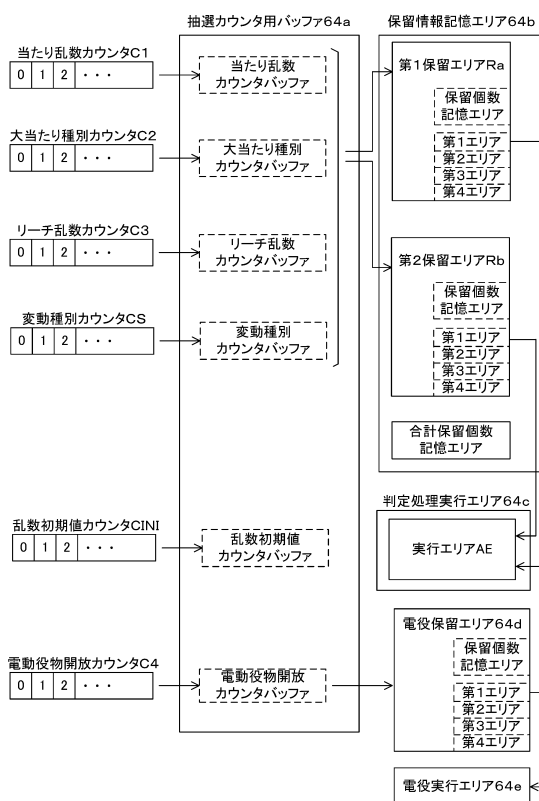 抽選カウンタ用バッファ64a
保留情報記憶エリア64b
当たり乱数カウンタC1
0 1 2 ・・・
当たり乱数
カウンタバッファ
大当たり種別カウンタC2
0 1 2 ・・・
大当たり種別
カウンタバッファ
リーチ乱数カウンタC3
0 1 2 ・・・
リーチ乱数
カウンタバッファ
変動種別カウンタCS
0 1 2 ・・・
変動種別
カウンタバッファ
乱数初期値カウンタCINI
0 1 2 ・・・
乱数初期値
カウンタバッファ
電動役物開放カウンタC4
0 1 2 ・・・
電動役物開放
カウンタバッファ
第1保留エリアRa
保留個数
記憶エリア
第1エリア
第2エリア
第3エリア
第4エリア
第2保留エリアRb
保留個数
記憶エリア
第1エリア
第2エリア
第3エリア
第4エリア
合計保留個数
記憶エリア
判定処理実行エリア64c
実行エリアAE
電役保留エリア64d
保留個数
記憶エリア
第1エリア
第2エリア
第3エリア
第4エリア
電役実行エリア64e